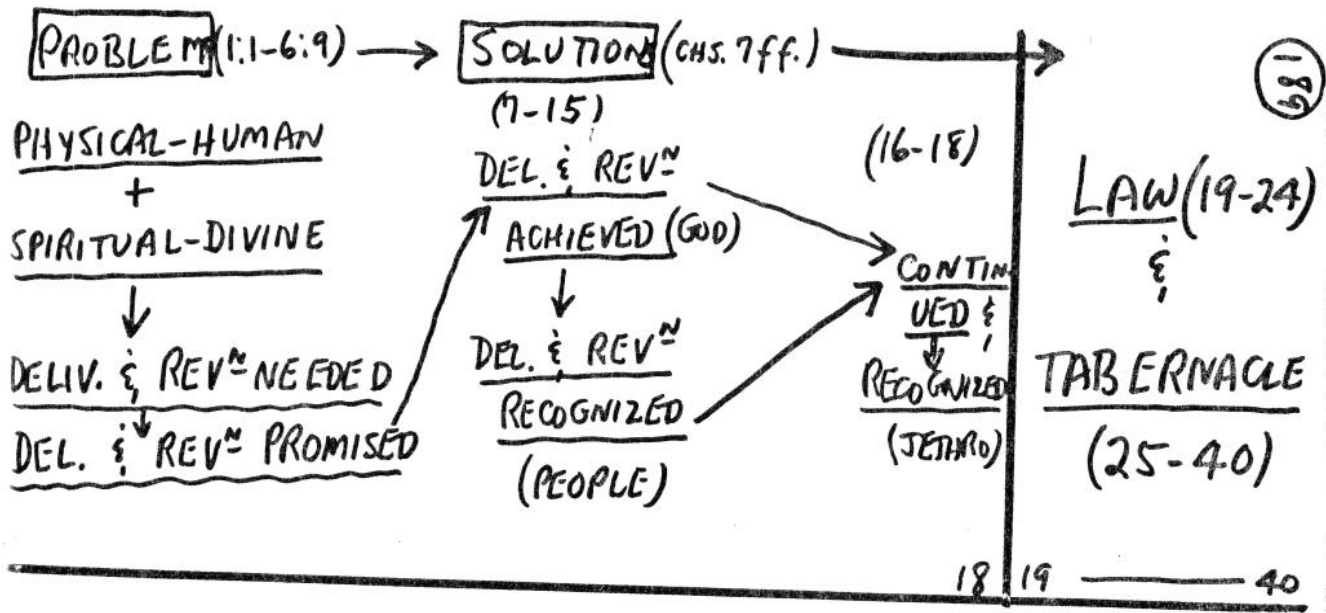 PROBLEM (1:1-6:9) → SOLUTION (CHS. 7ff.) →
189
PHYSICAL-HUMAN
+
SPIRITUAL-DIVINE
↓
DELIV. & REVᴺ NEEDED
↓
DEL. & REVᴺ PROMISED
(7-15)
DEL. & REVᴺ
ACHIEVED (GOD)
↓
DEL. & REVᴺ
RECOGNIZED
(PEOPLE)
(16-18)
CONTIN
UED &
↓
RECOGNIZED
(JETHRO)
LAW (19-24)
&
TABERNACLE
(25-40)
18 | 19 — 40